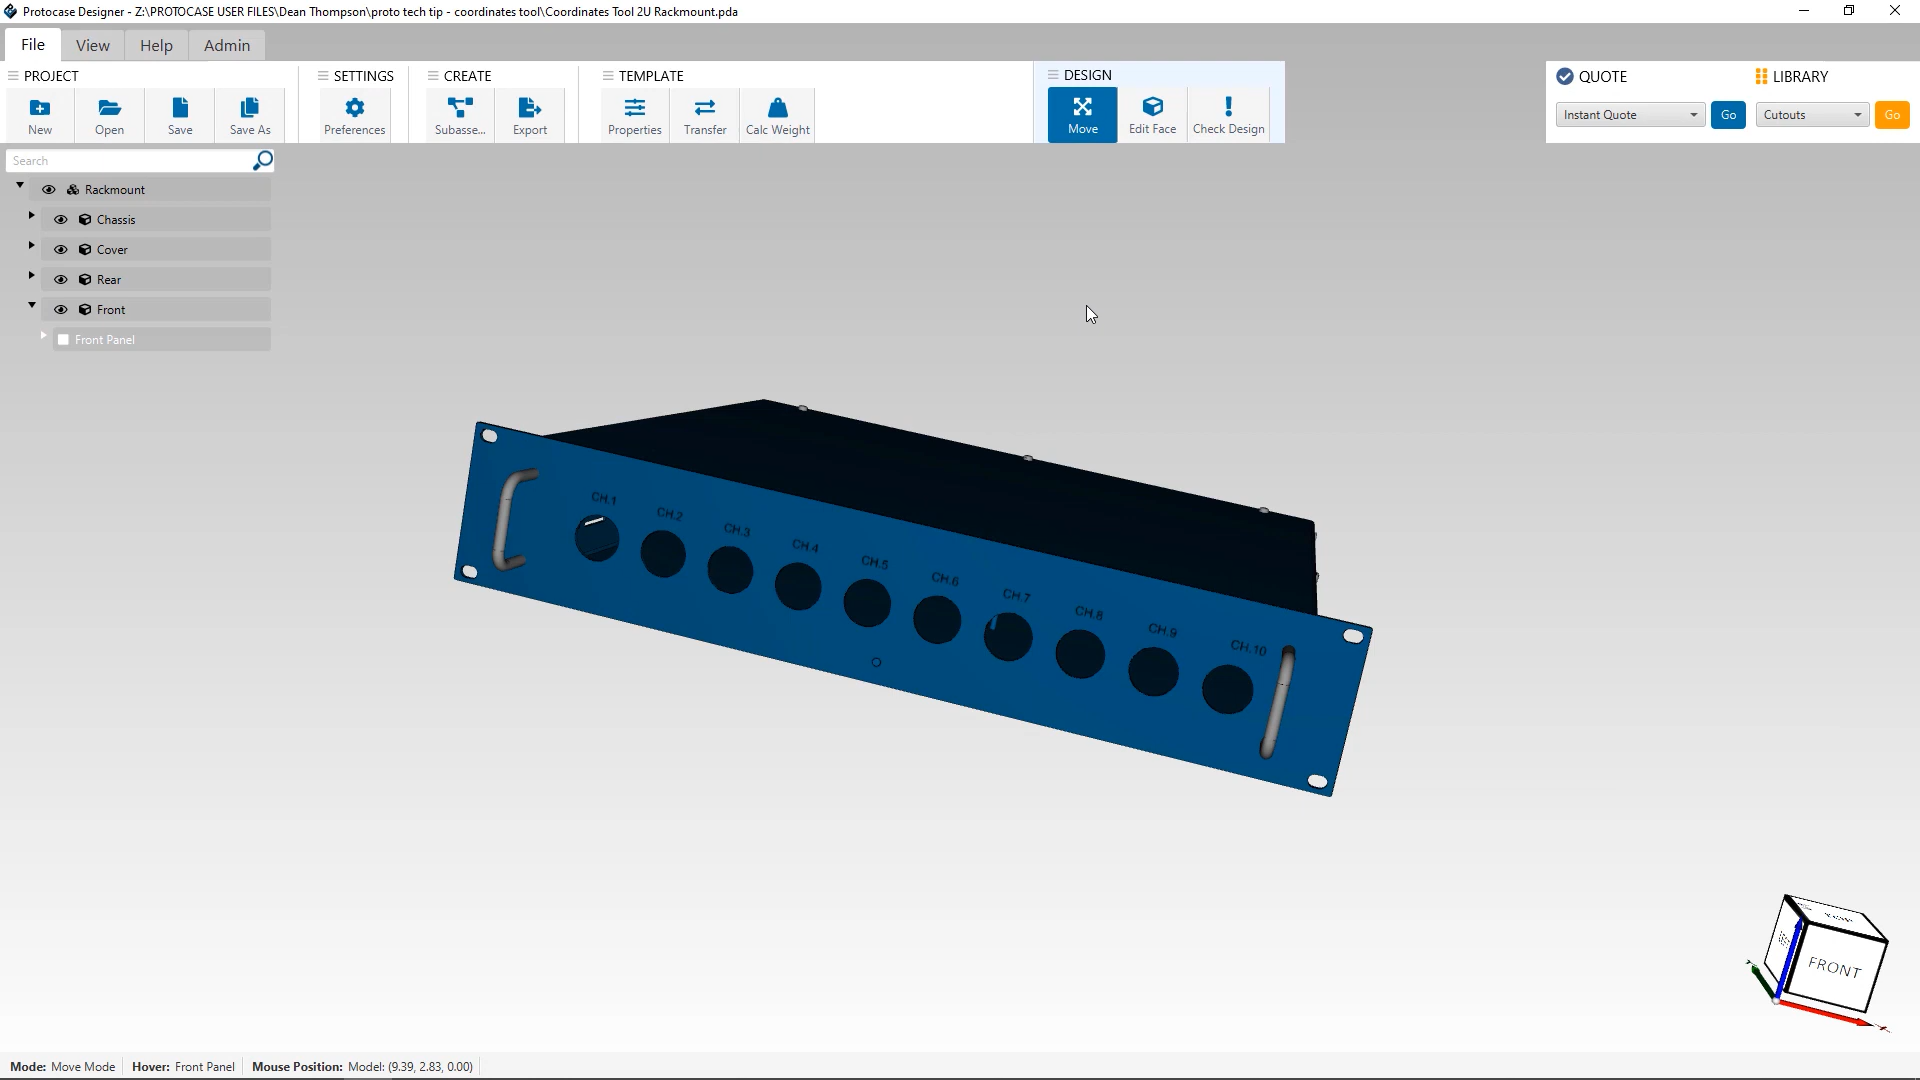 Protocase Designer - Z:\PROTOCASE USER FILES\Dean Thompson\proto tech tip - coordinates tool\Coordinates Tool 2U Rackmount.pda
File View Help Admin
PROJECT SETTINGS CREATE TEMPLATE DESIGN QUOTE LIBRARY
New Open Save Save As Preferences Subasse... Export Properties Transfer Calc Weight Move Edit Face Check Design Instant Quote Go Cutouts Go
Search
Rackmount
Chassis
Cover
Rear
Front
Front Panel
CH.1
CH.2
CH.3
CH.4
CH.5
CH.6
CH.7
CH.8
CH.9
CH.10
FRONT
Mode: Move Mode Hover: Front Panel Mouse Position: Model: (9.39, 2.83, 0.00)